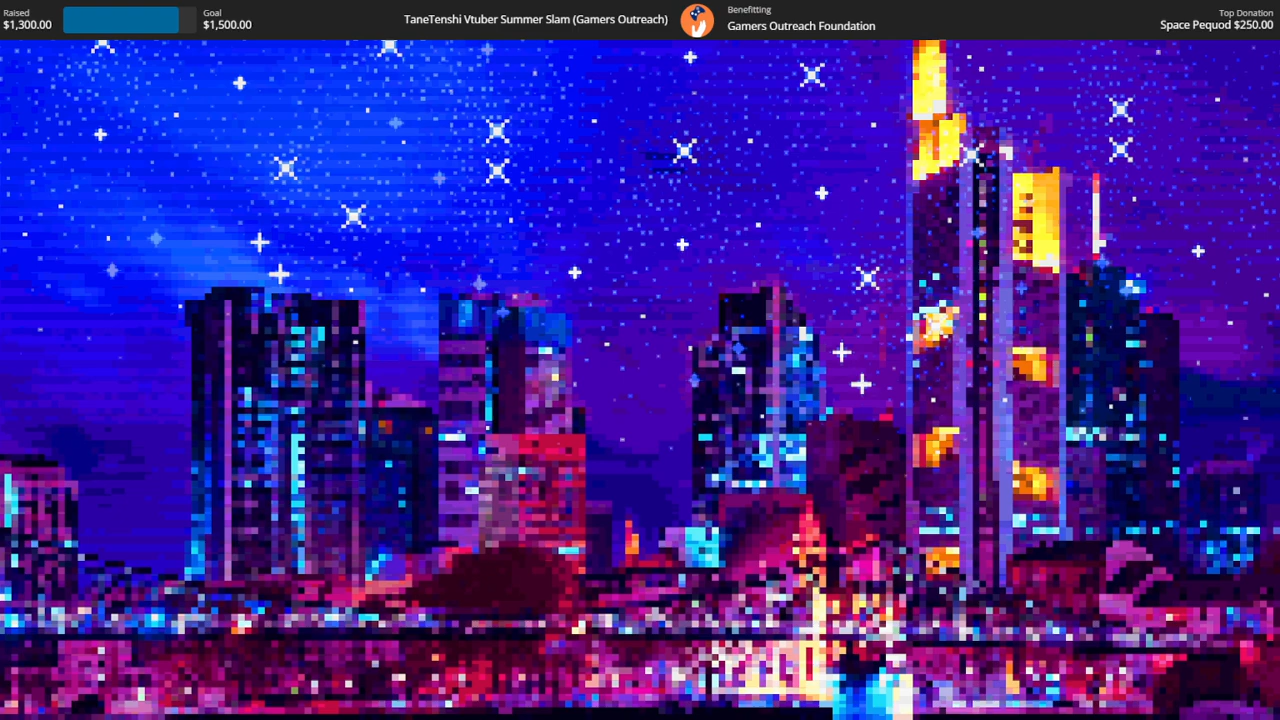 Raised
$1,300.00
Goal
$1,500.00
TaneTenshi Vtuber Summer Slam (Gamers Outreach)
Benefitting
Gamers Outreach Foundation
Top Donation
Space Pequod $250.00